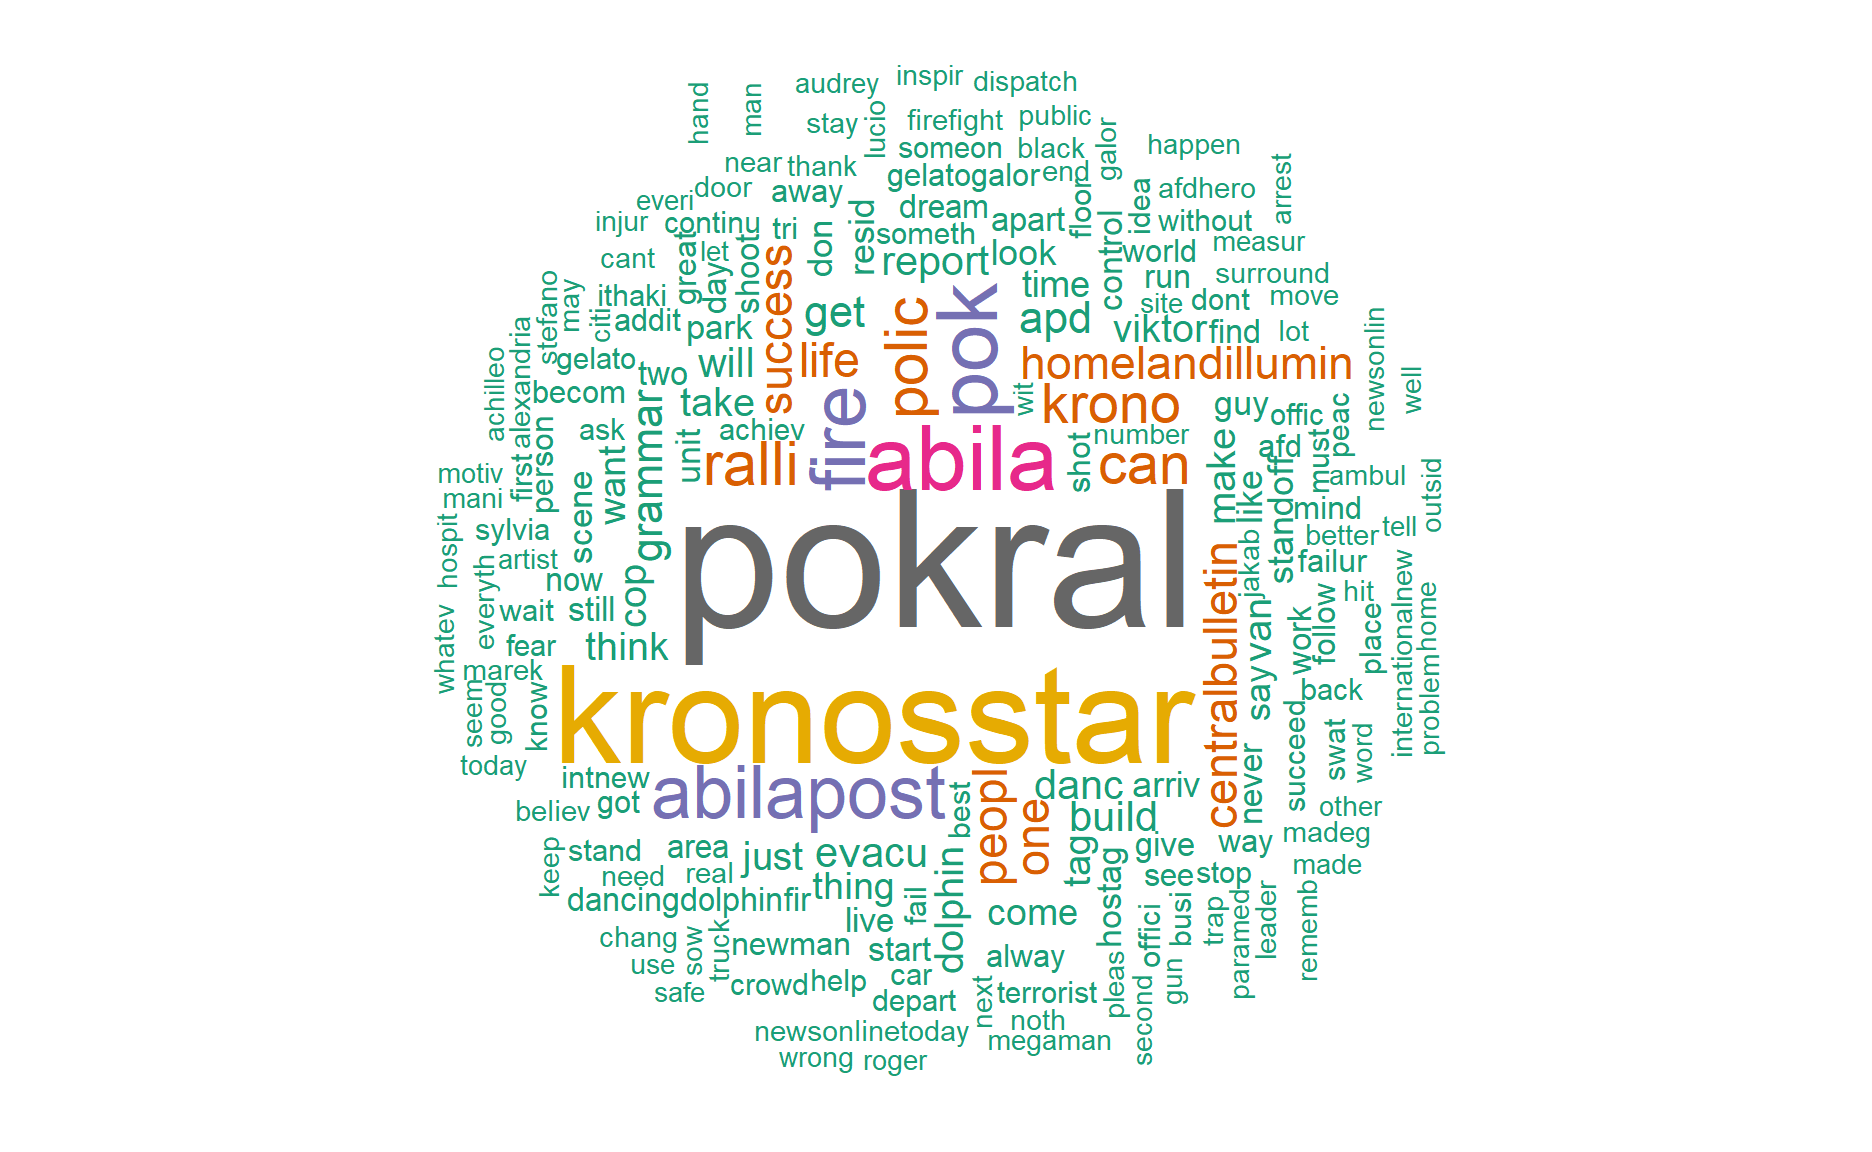 audrey
inspir
dispatch
hand
man
stay
lucio
firefight
public
someon
black
galor
happen
near
thank
gelatogalor
end
door
away
floor
idea
afdhero
arrest
everi
injur
continu
tri
don
resid
dream
someth
apart
control
without
cant
great
let
day
shoot
success
report
look
world
measur
stefano
may
ithaki
citi
addit
park
get
polic
pok
time
apd
run
site
dont
surround
move
viktor
find
lot
newsonlin
achilleo
alexandria
gelato
two
will
life
homelandillumin
well
becom
take
fire
wit
krono
guy
offic
peac
ask
person
want
grammar
unit
achiev
ralli
abila
shot
number
can
make
afd
must
motiv
mani
first
scene
like
standoff
ambul
outsid
mind
hospit
sylvia
artist
everyth
now
cop
pokral
centralbulletin
jakab
better
tell
failur
whatev
wait
still
van
hit
fear
think
say
work
follow
place
internationalnew
home
problem
marek
seem
good
know
kronosstar
back
today
intnew
never
succeed
swat
word
believ
got
abilapost
best
peopl
one
danc
arriv
build
other
keep
stand
area
just
evacu
dolphin
tag
give
way
madeg
need
real
thing
hostag
see
stop
made
dancingdolphinfir
live
fail
come
offici
busi
trap
paramed
leader
rememb
chang
sow
truck
newman
start
alway
use
safe
crowd
help
car
depart
next
terrorist
pleas
second
gun
noth
newsonlinetoday
megaman
wrong
roger